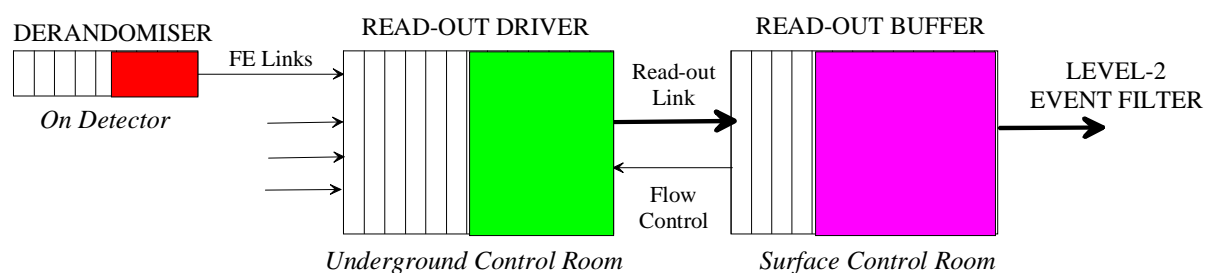 DERANDOMISER
On Detector
FE Links
READ-OUT DRIVER
Underground Control Room
Read-out
Link
Flow
Control
READ-OUT BUFFER
Surface Control Room
LEVEL-2
EVENT FILTER